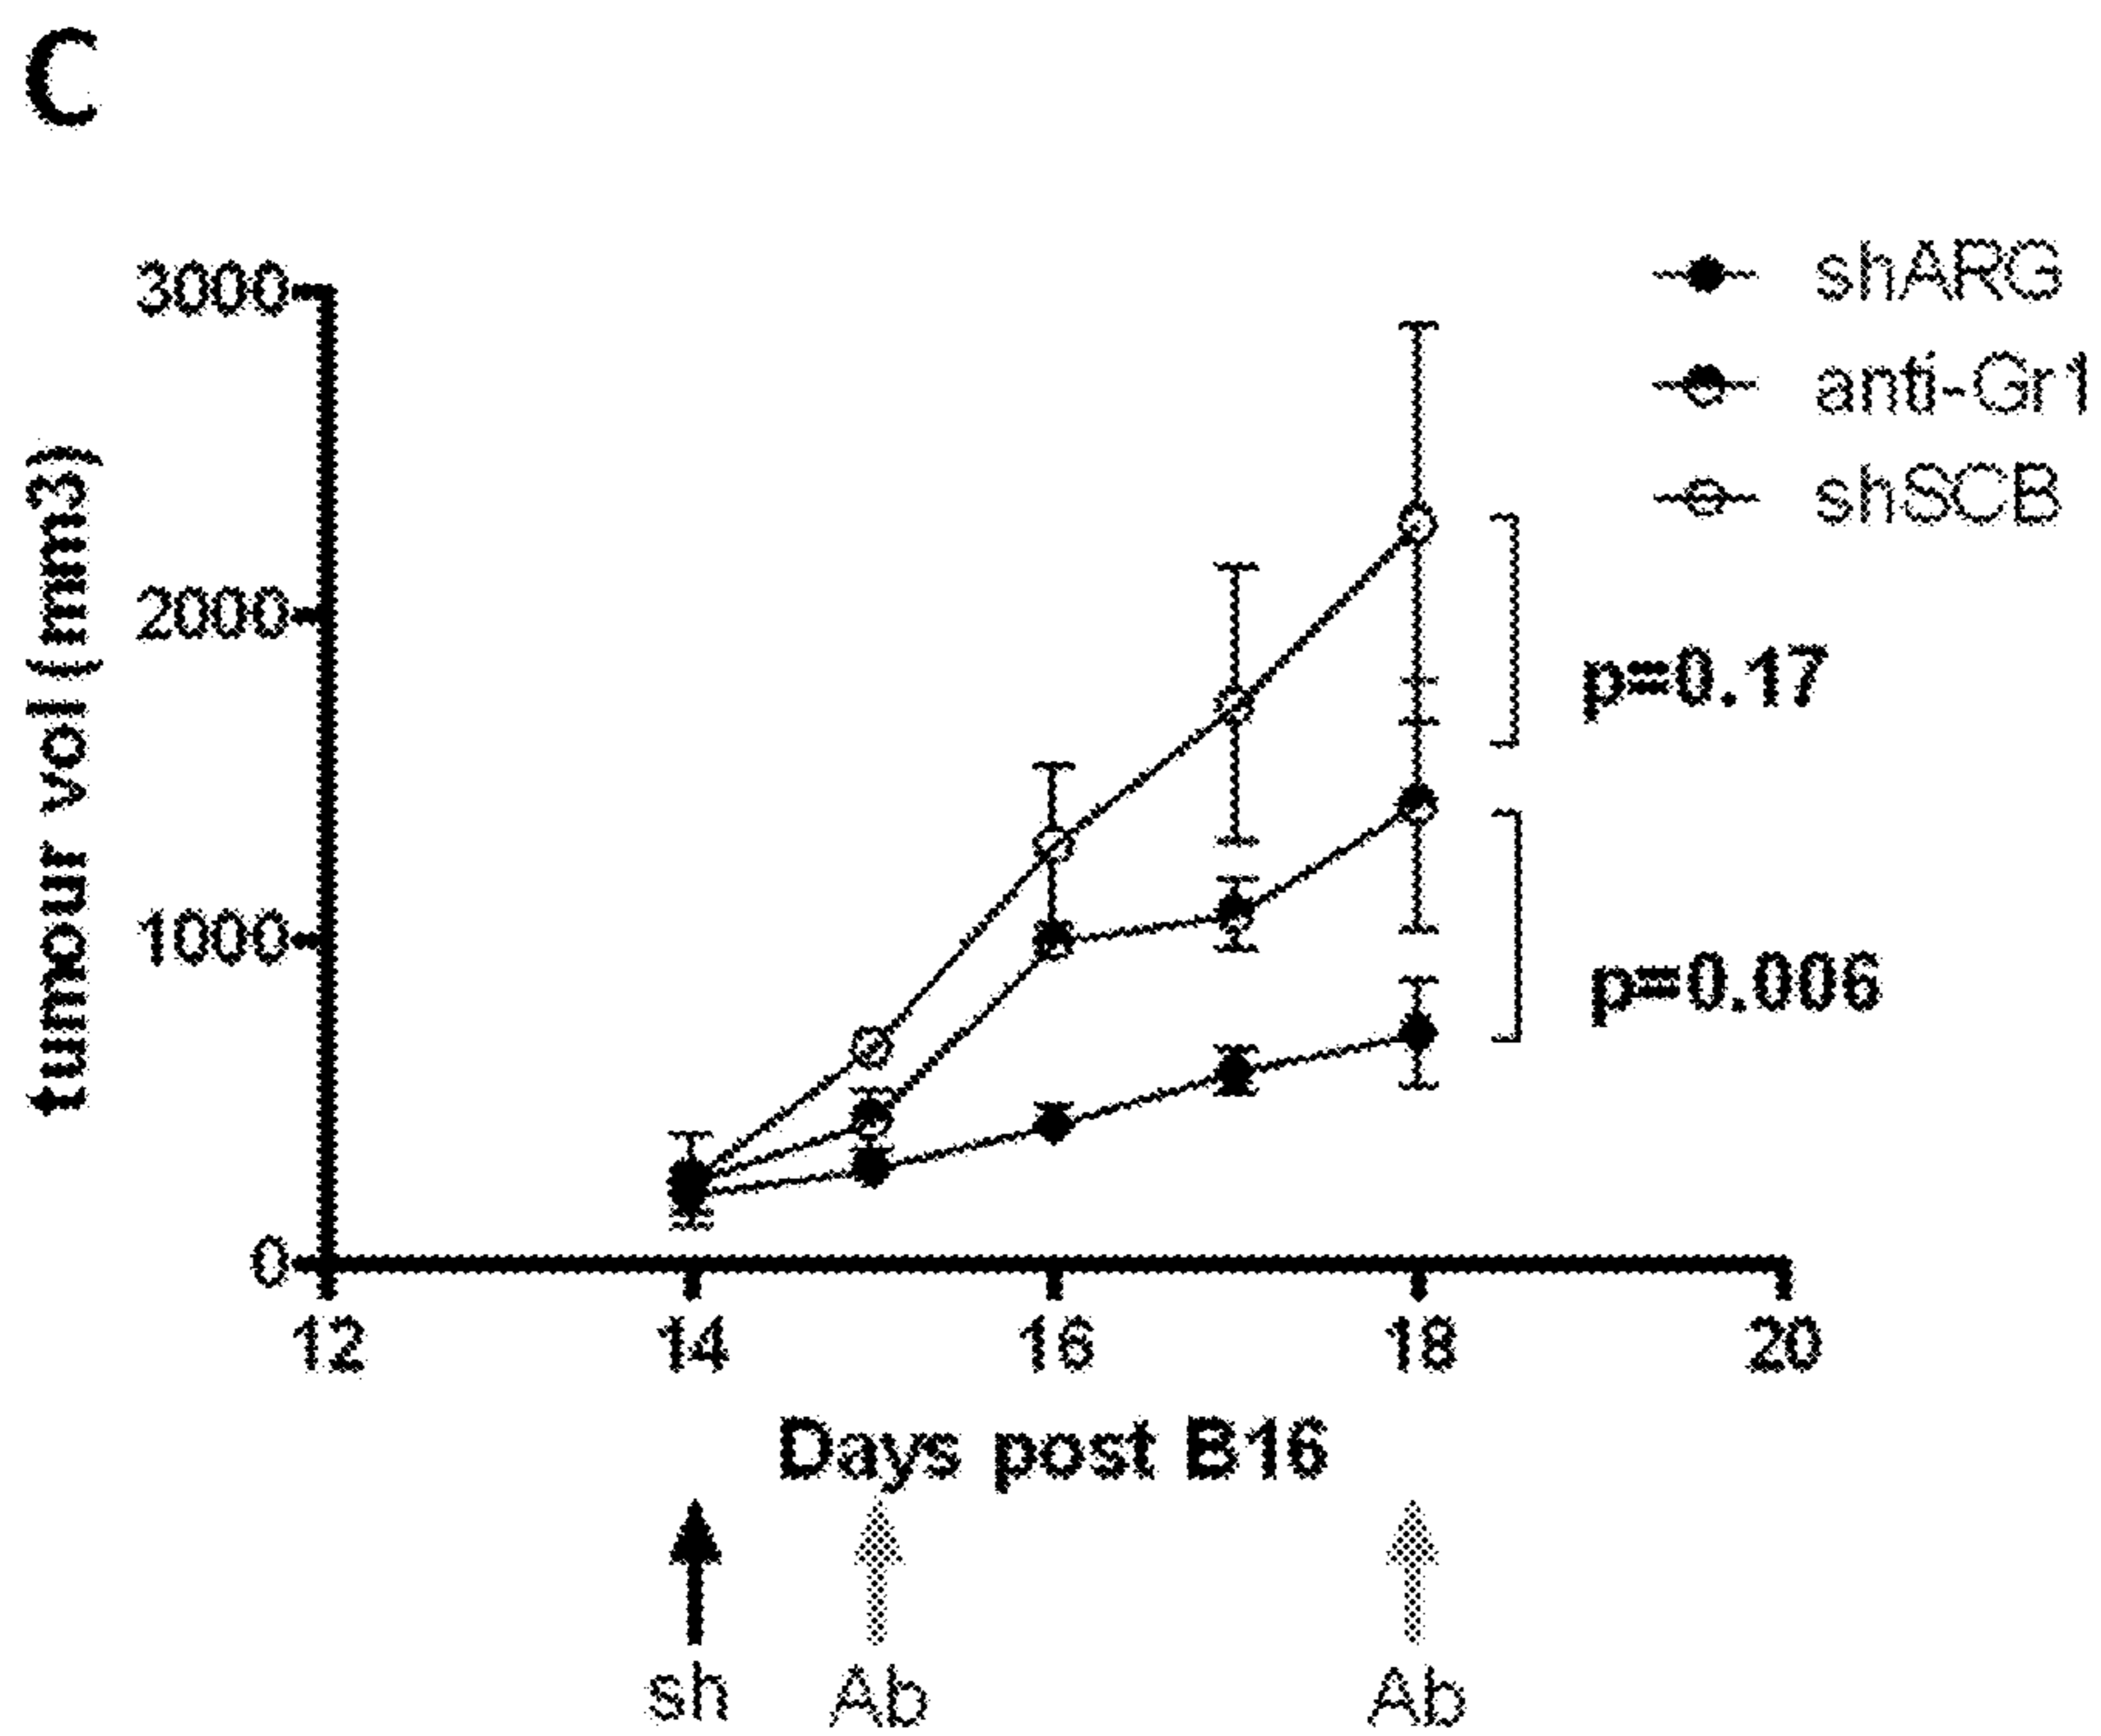 C
3000
2000
1000
0
tumour vol (mm3)
shARG
anti-Gr1
shSCB
p=0.17
p=0.006
12 14 16 18 20
Days post B16
sh Ab Ab